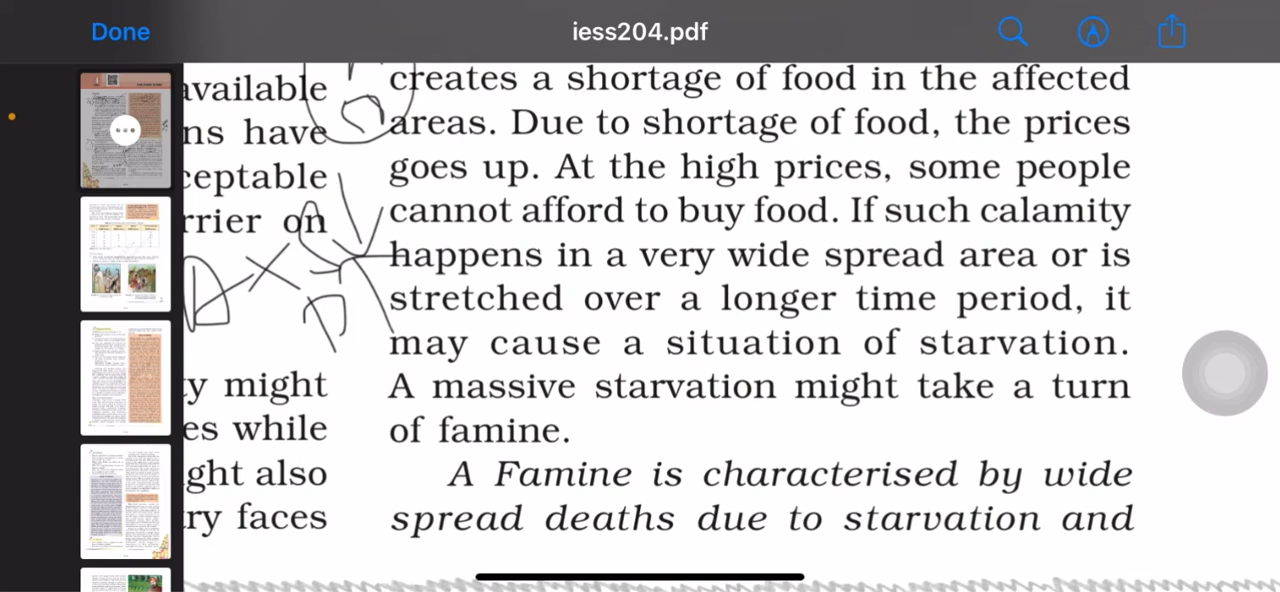 Done
iess204.pdf
available
ns have
ceptable
rrier on
y might
es while
ght also
ry faces
creates a shortage of food in the affected
areas. Due to shortage of food, the prices
goes up. At the high prices, some people
cannot afford to buy food. If such calamity
happens in a very wide spread area or is
stretched over a longer time period, it
may cause a situation of starvation.
A massive starvation might take a turn
of famine.
A Famine is characterised by wide
spread deaths due to starvation and